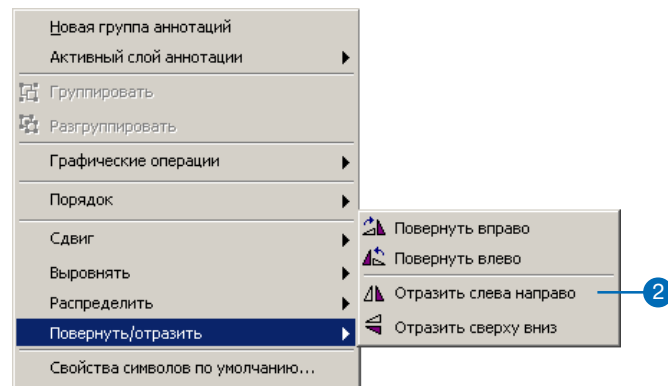 Новая группа аннотаций
Активный слой аннотации
Группировать
Разгруппировать
Графические операции
Порядок
Сдвиг
Выровнять
Распределить
Повернуть/отразить
Свойства символов по умолчанию...
Повернуть вправо
Повернуть влево
Отразить слева направо
2
Отразить сверху вниз